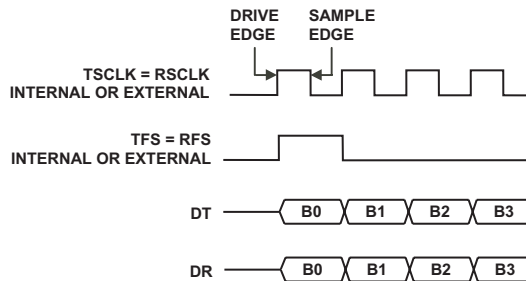 DRIVE EDGE
SAMPLE EDGE
TSCLK = RSCLK
INTERNAL OR EXTERNAL
TFS = RFS
INTERNAL OR EXTERNAL
DT B0 B1 B2 B3
DR B0 B1 B2 B3